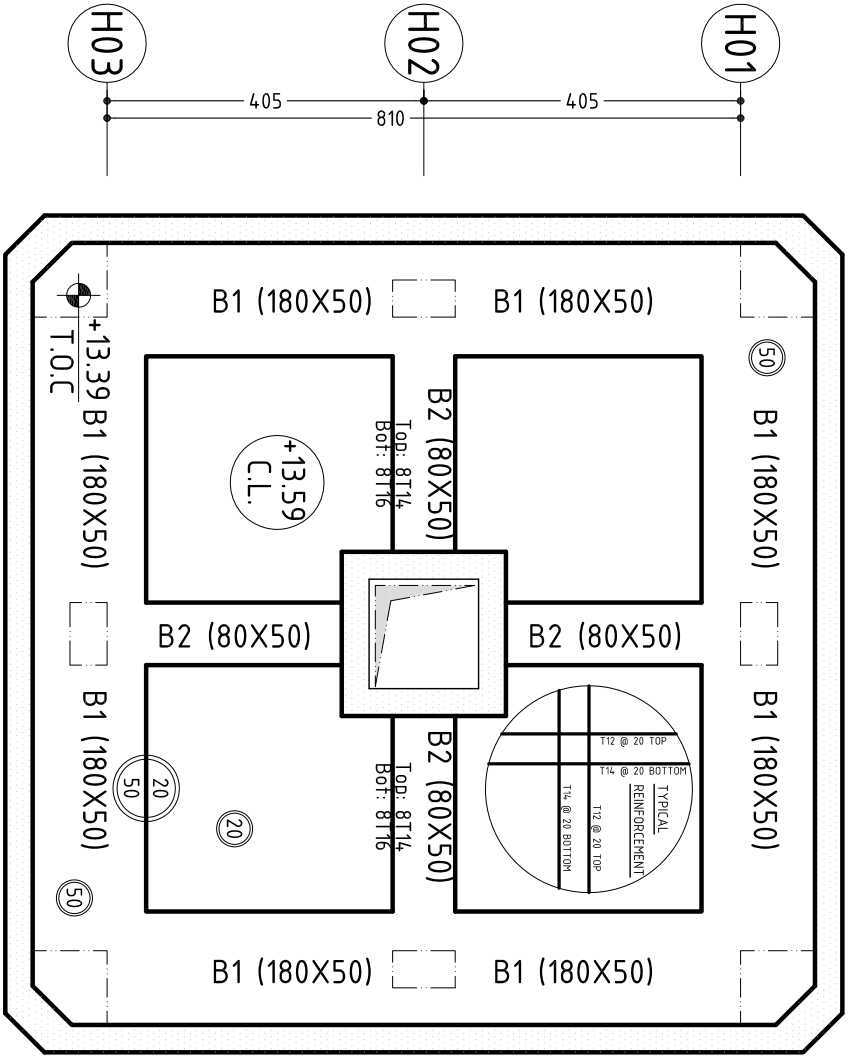 H03
H02
H01
405
405
810
B1 (180X50)
B1 (180X50)
+13.39
T.O.C
50
B1 (180X50)
B2 (80X50)
Top: 8T14
Bot: 8T16
+13.59
C.L.
B1 (180X50)
B2 (80X50)
B2 (80X50)
B1 (180X50)
B2 (80X50)
Top: 8T14
Bot: 8T16
B1 (180X50)
T12 @ 20 TOP
T14 @ 20 BOTTOM
TYPICAL
REINFORCEMENT
T12 @ 20 TOP
T14 @ 20 BOTTOM
20
50
20
50
B1 (180X50)
B1 (180X50)